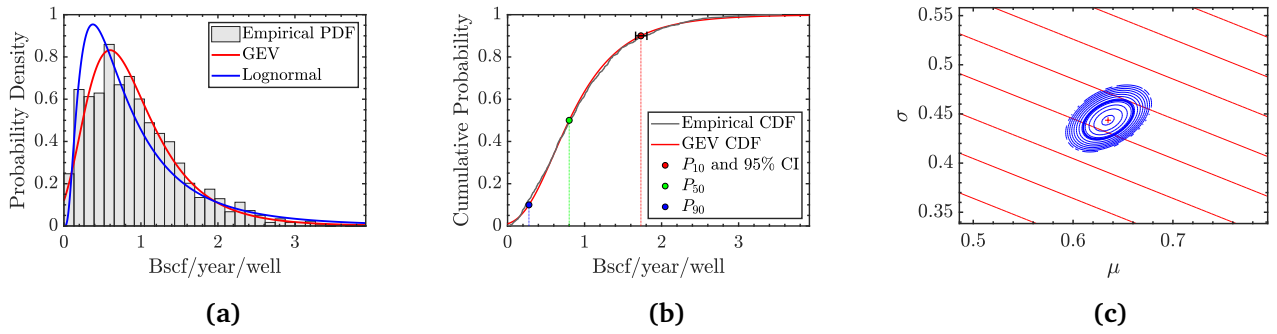 Probability Density
1
0.8
0.6
0.4
0.2
0
0
1
2
3
Bscf/year/well
Empirical PDF
GEV
Lognormal
(a)
Cumulative Probability
1
0.8
0.6
0.4
0.2
0
0
1
2
3
Bscf/year/well
Empirical CDF
GEV CDF
P10 and 95% CI
P50
P90
(b)
σ
0.55
0.5
0.45
0.4
0.35
0.5
0.6
0.7
μ
(c)